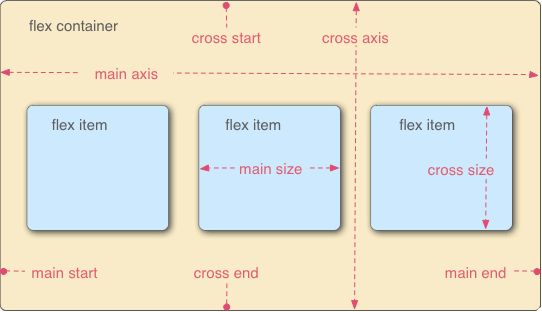 flex container
cross start
cross axis
main axis
flex item
flex item
flex item
main size
cross size
main start
cross end
main end